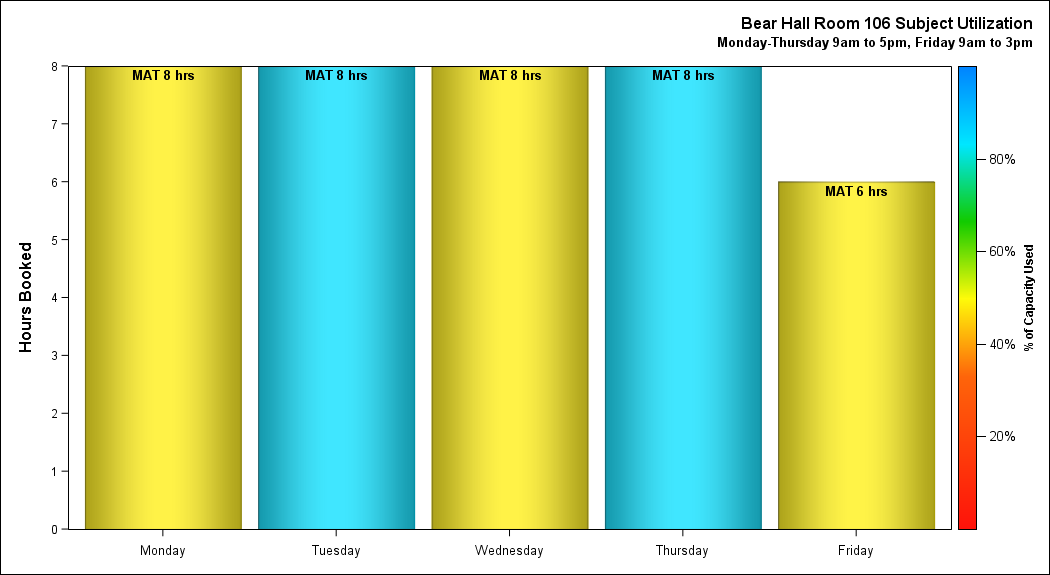 Bear Hall Room 106 Subject Utilization
Monday-Thursday 9am to 5pm, Friday 9am to 3pm
Hours Booked
8
7
6
5
4
3
2
1
0
MAT 8 hrs
MAT 8 hrs
MAT 8 hrs
MAT 8 hrs
MAT 6 hrs
Monday
Tuesday
Wednesday
Thursday
Friday
80%
60%
40%
20%
% of Capacity Used